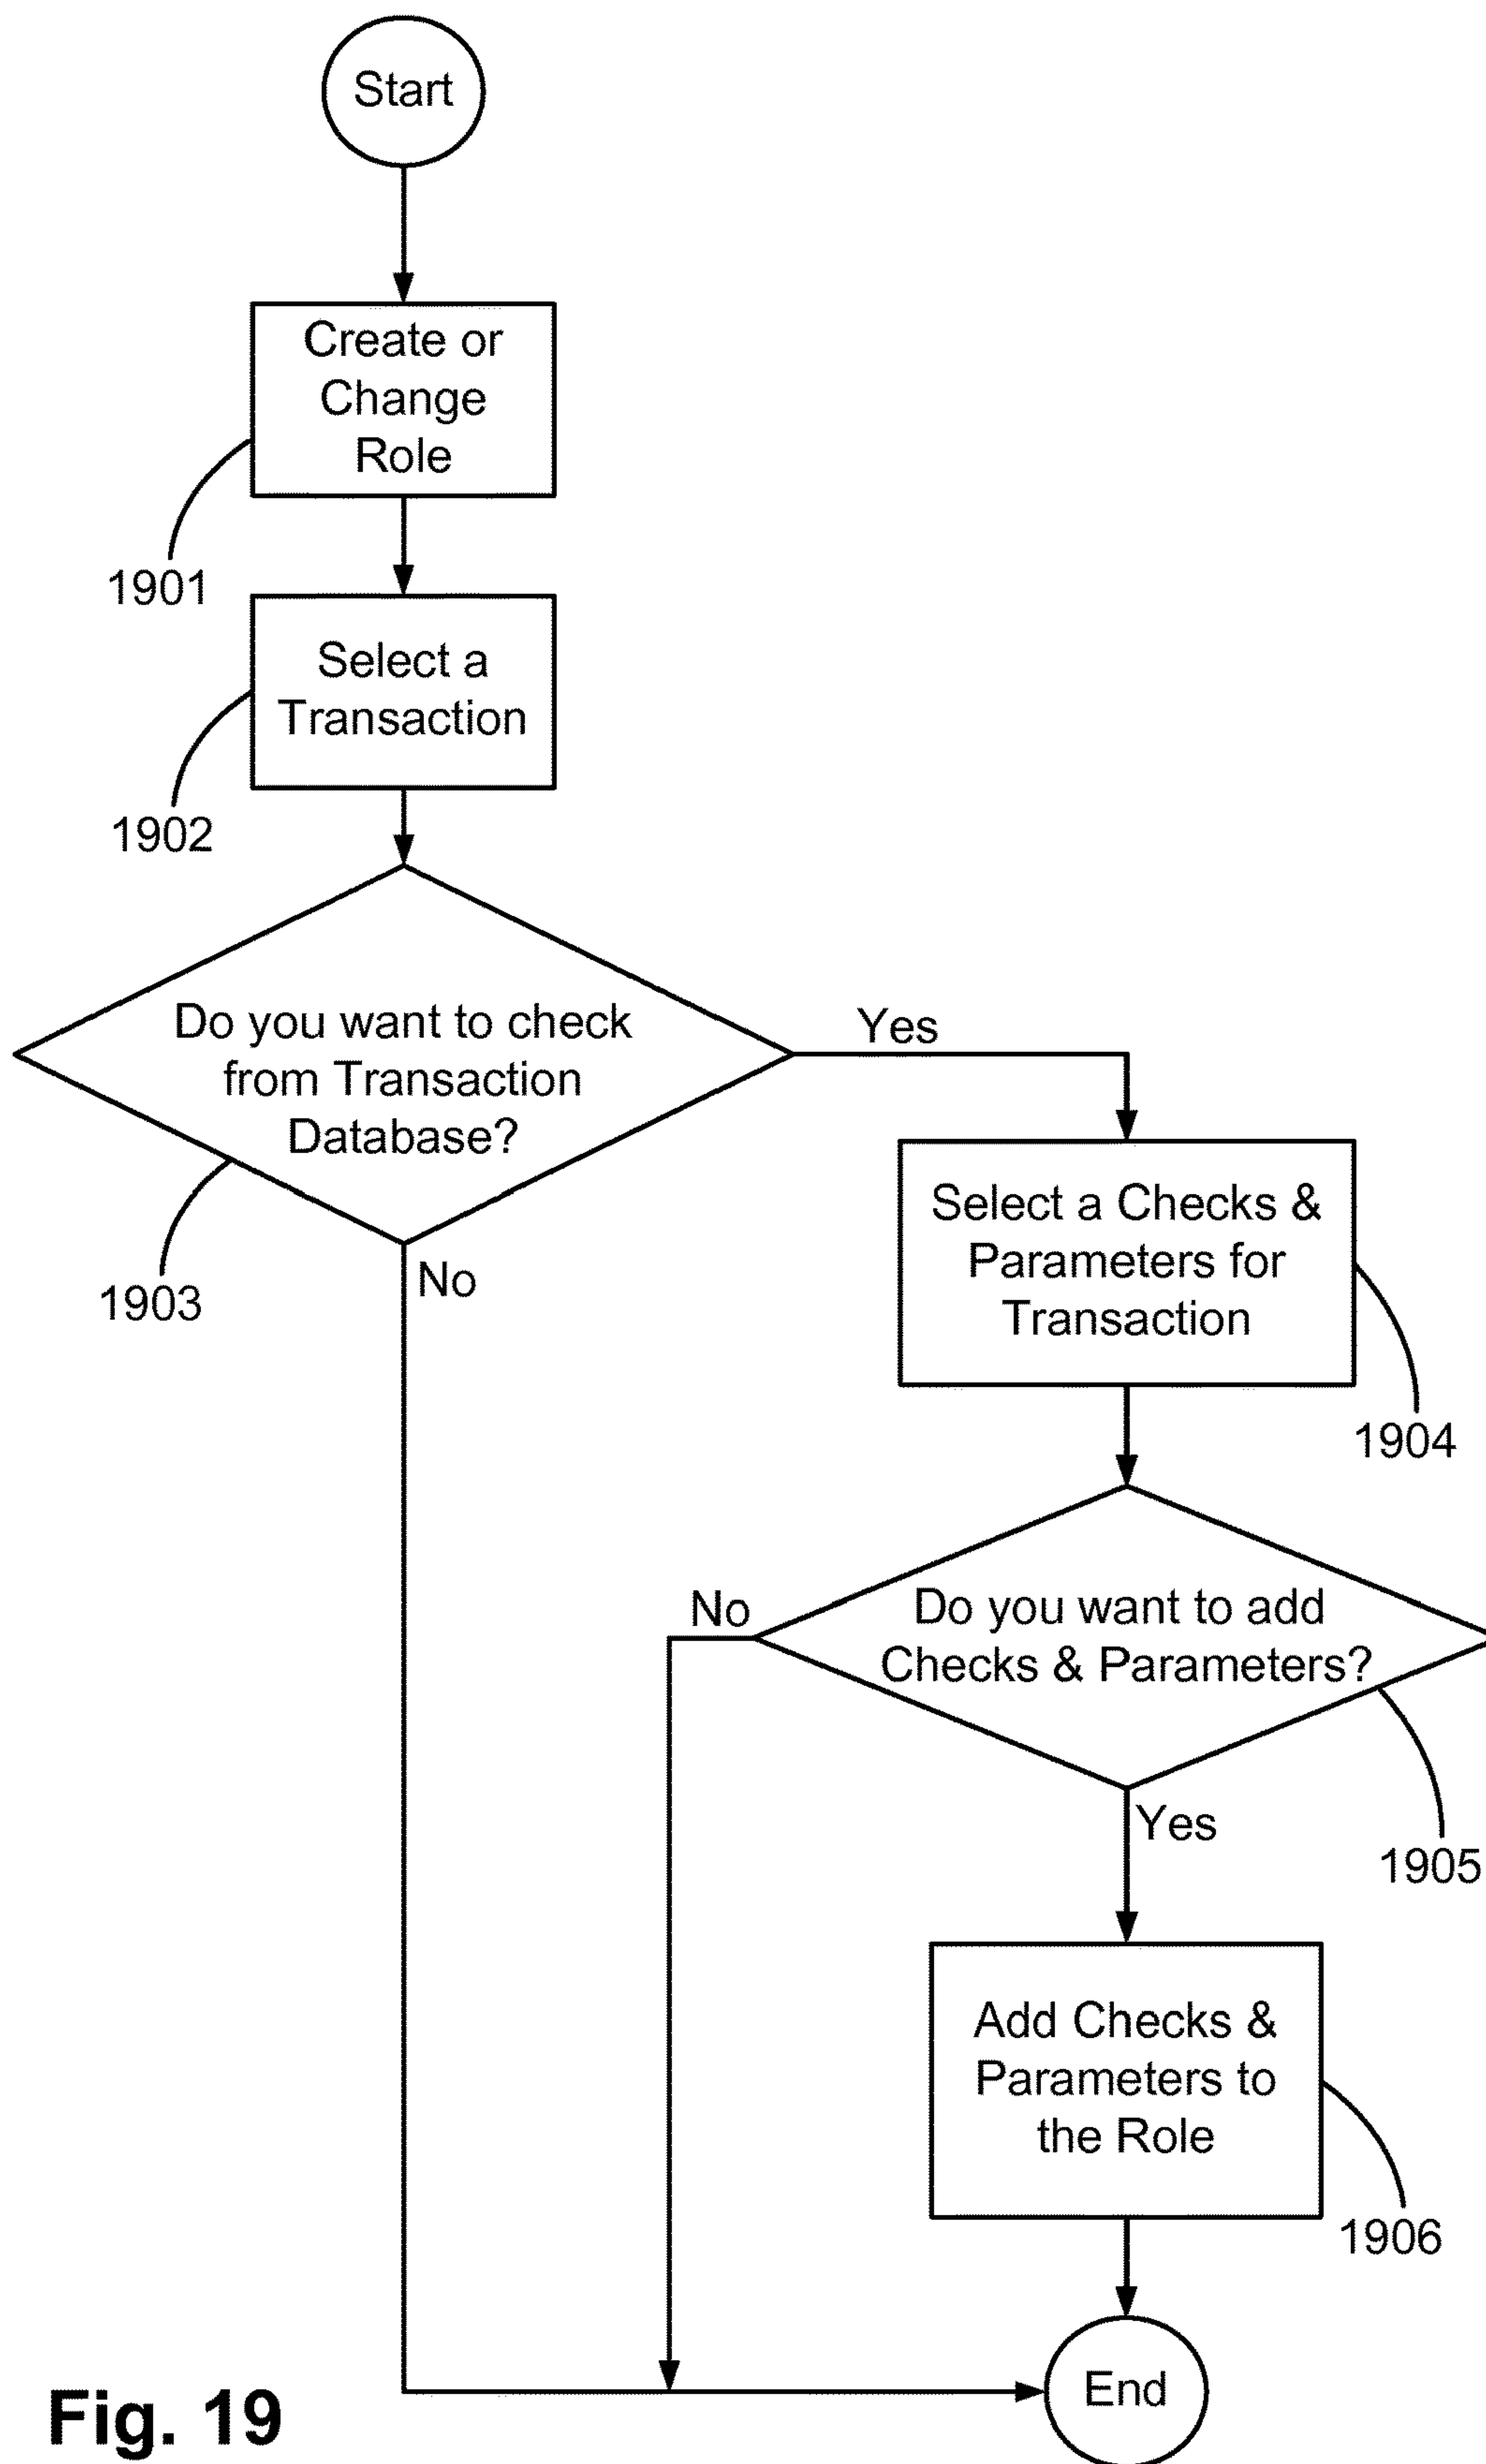 Start
Create or
Change
Role
1901
Select a
Transaction
1902
Do you want to check
from Transaction
Database?
1903
Yes
No
Select a Checks &
Parameters for
Transaction
1904
Do you want to add
Checks & Parameters?
No
Yes
1905
Add Checks &
Parameters to
the Role
1906
End
Fig. 19